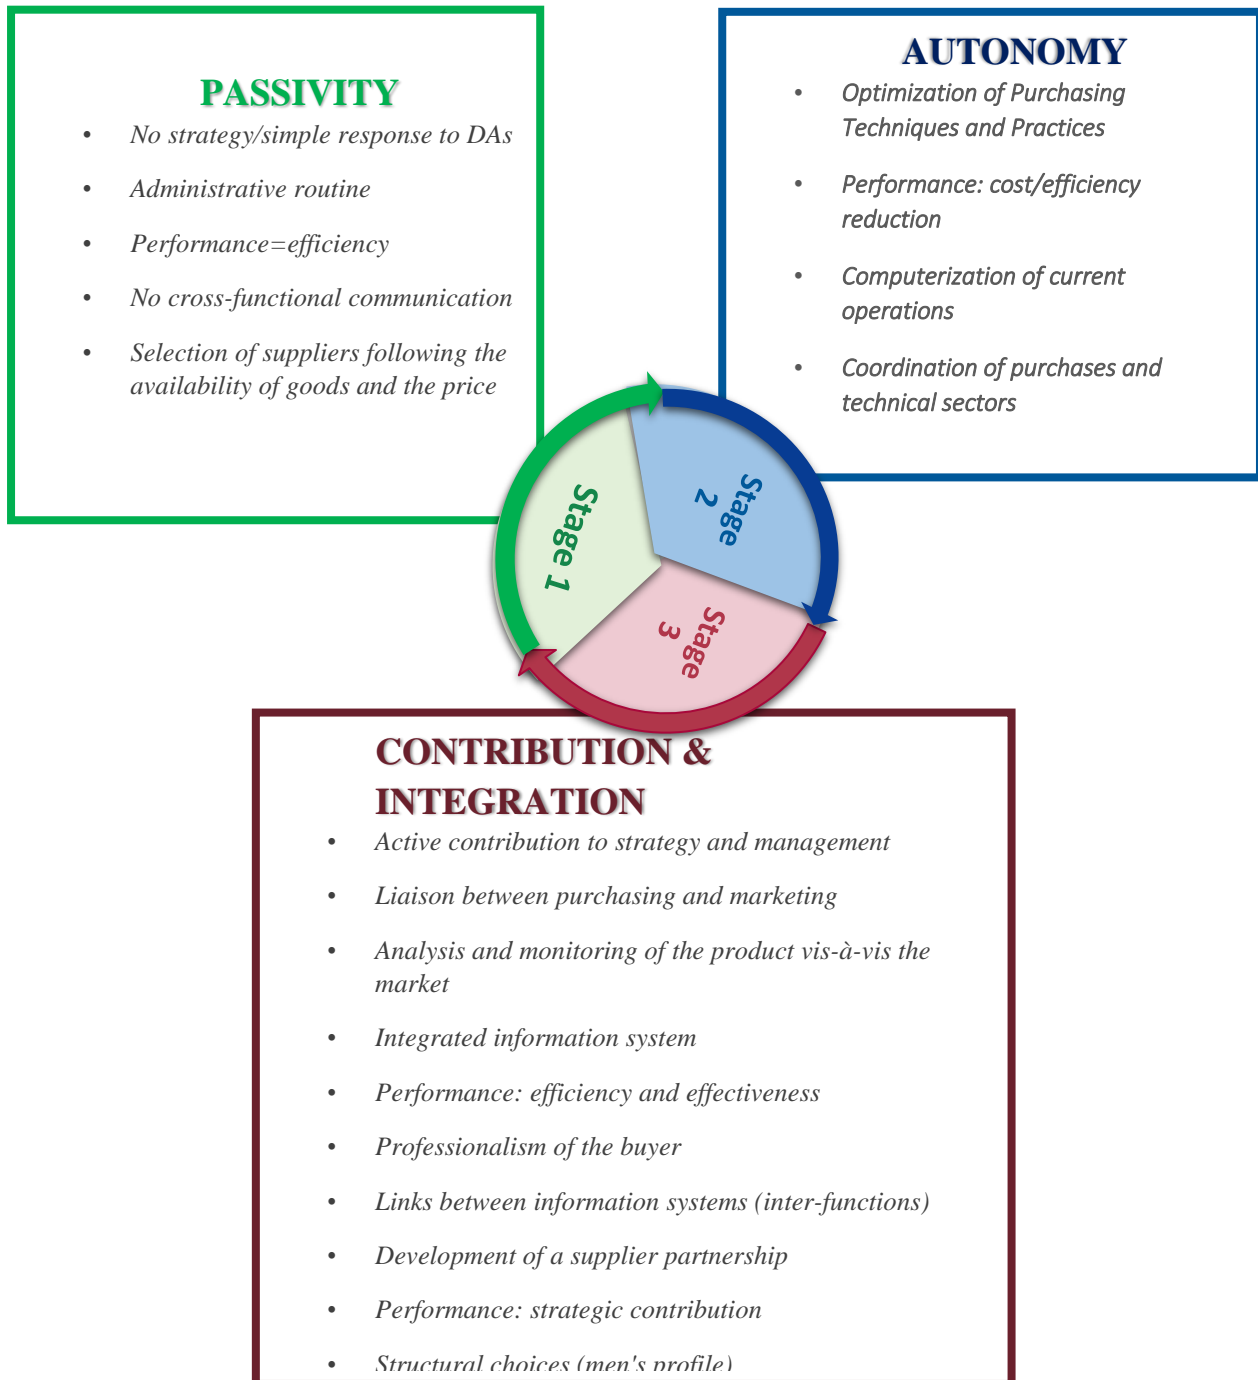 PASSIVITY
• No strategy/simple response to DAs
• Administrative routine
• Performance=efficiency
• No cross-functional communication
• Selection of suppliers following the
availability of goods and the price
AUTONOMY
• Optimization of Purchasing
Techniques and Practices
• Performance: cost/efficiency
reduction
• Computerization of current
operations
• Coordination of purchases and
technical sectors
Stage 1
Stage
2
Stage
3
CONTRIBUTION &
INTEGRATION
• Active contribution to strategy and management
• Liaison between purchasing and marketing
• Analysis and monitoring of the product vis-à-vis the
market
• Integrated information system
• Performance: efficiency and effectiveness
• Professionalism of the buyer
• Links between information systems (inter-functions)
• Development of a supplier partnership
• Performance: strategic contribution
• Structural choices (men's profile)